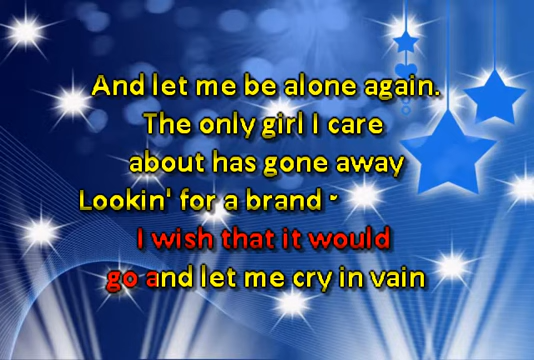 And let me be alone again.
The only girl I care
about has gone away
Lookin' for a brand ~
I wish that it would
go and let me cry in vain